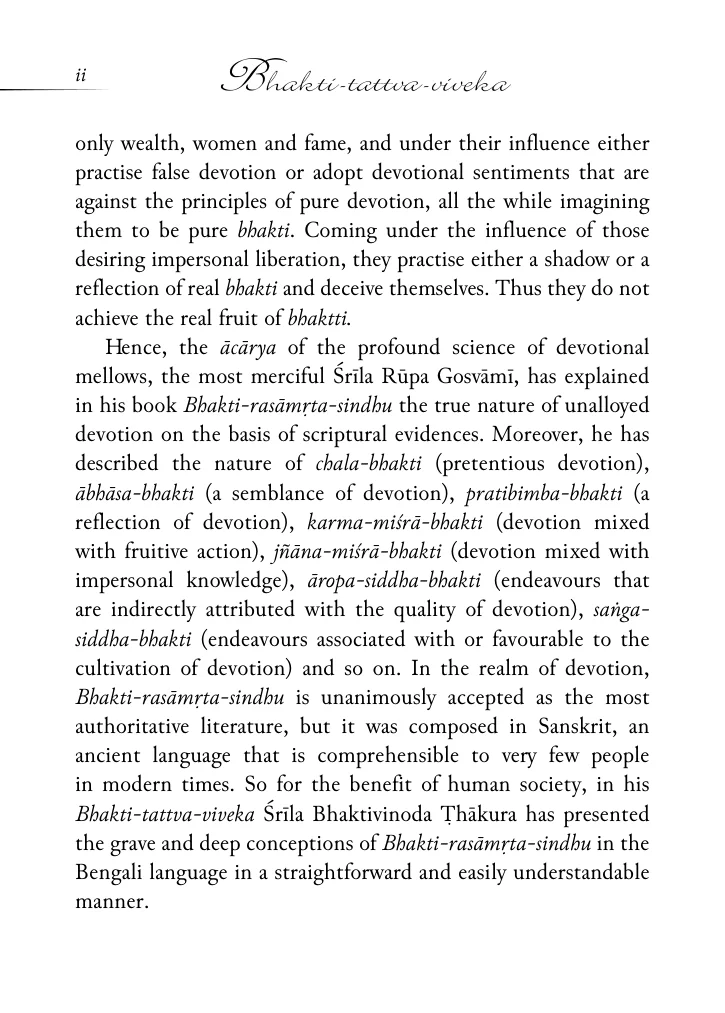 ii
Bhakti-tattva-viveka
only wealth, women and fame, and under their influence either
practise false devotion or adopt devotional sentiments that are
against the principles of pure devotion, all the while imagining
them to be pure bhakti. Coming under the influence of those
desiring impersonal liberation, they practise either a shadow or a
reflection of real bhakti and deceive themselves. Thus they do not
achieve the real fruit of bhaktti.
Hence, the ācārya of the profound science of devotional
mellows, the most merciful Śrīla Rūpa Gosvāmī, has explained
in his book Bhakti-rasāmṛta-sindhu the true nature of unalloyed
devotion on the basis of scriptural evidences. Moreover, he has
described the nature of chala-bhakti (pretentious devotion),
ābhāsa-bhakti (a semblance of devotion), pratibimba-bhakti (a
reflection of devotion), karma-miśrā-bhakti (devotion mixed
with fruitive action), jñāna-miśrā-bhakti (devotion mixed with
impersonal knowledge), āropa-siddha-bhakti (endeavours that
are indirectly attributed with the quality of devotion), saṅga-
siddha-bhakti (endeavours associated with or favourable to the
cultivation of devotion) and so on. In the realm of devotion,
Bhakti-rasāmṛta-sindhu is unanimously accepted as the most
authoritative literature, but it was composed in Sanskrit, an
ancient language that is comprehensible to very few people
in modern times. So for the benefit of human society, in his
Bhakti-tattva-viveka Śrīla Bhaktivinoda Ṭhākura has presented
the grave and deep conceptions of Bhakti-rasāmṛta-sindhu in the
Bengali language in a straightforward and easily understandable
manner.